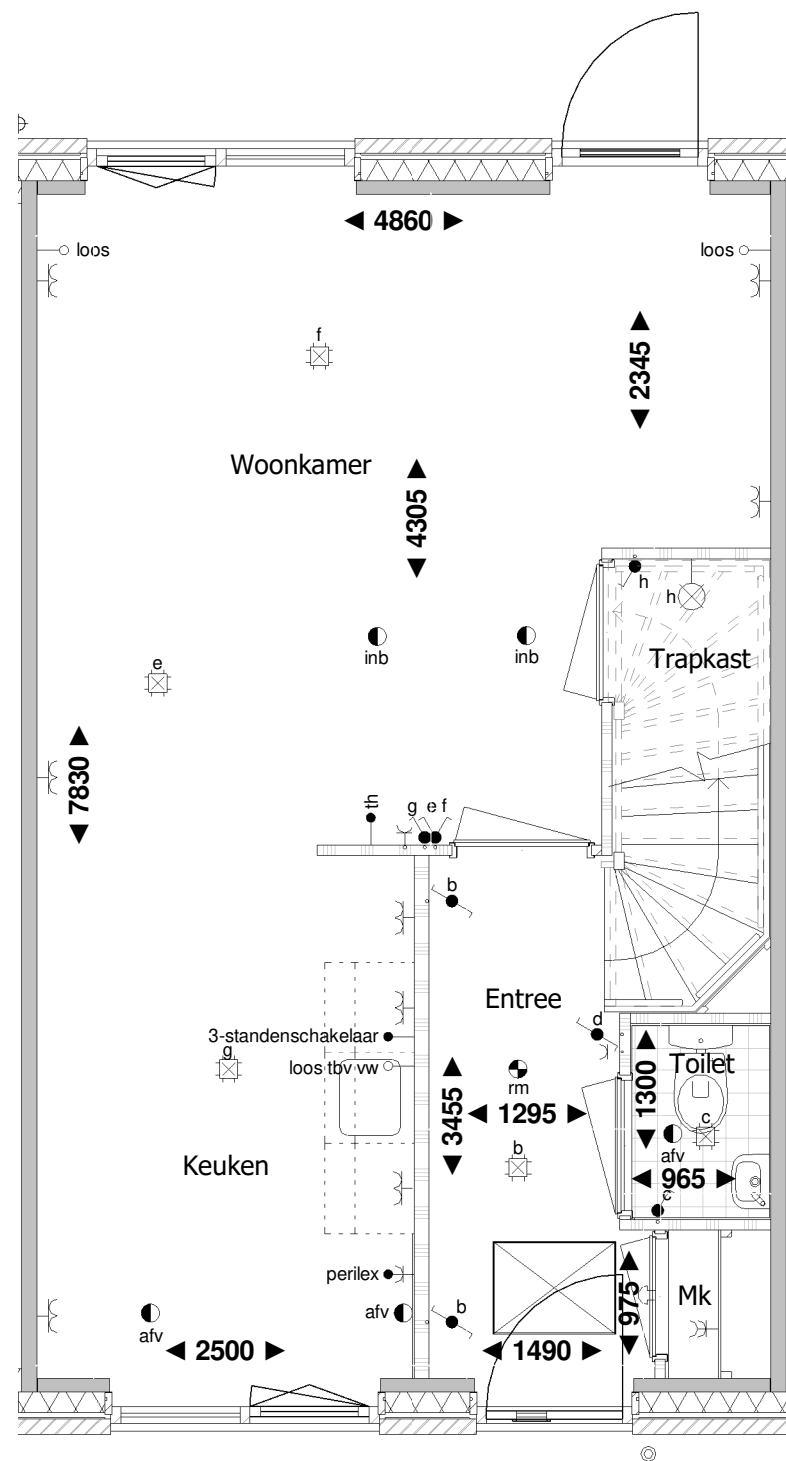 4860
loos
loos
f
2345
Woonkamer
4305
h
h
inb
inb
Trapkast
e
7830
th
g
e
f
b
Entree
d
3-standenschakelaar
g
loos tbv vw
rm
Toilet
1300
3455
1295
c
afv
965
b
Keuken
c
perilex
975
Mk
afv
afv
b
2500
1490